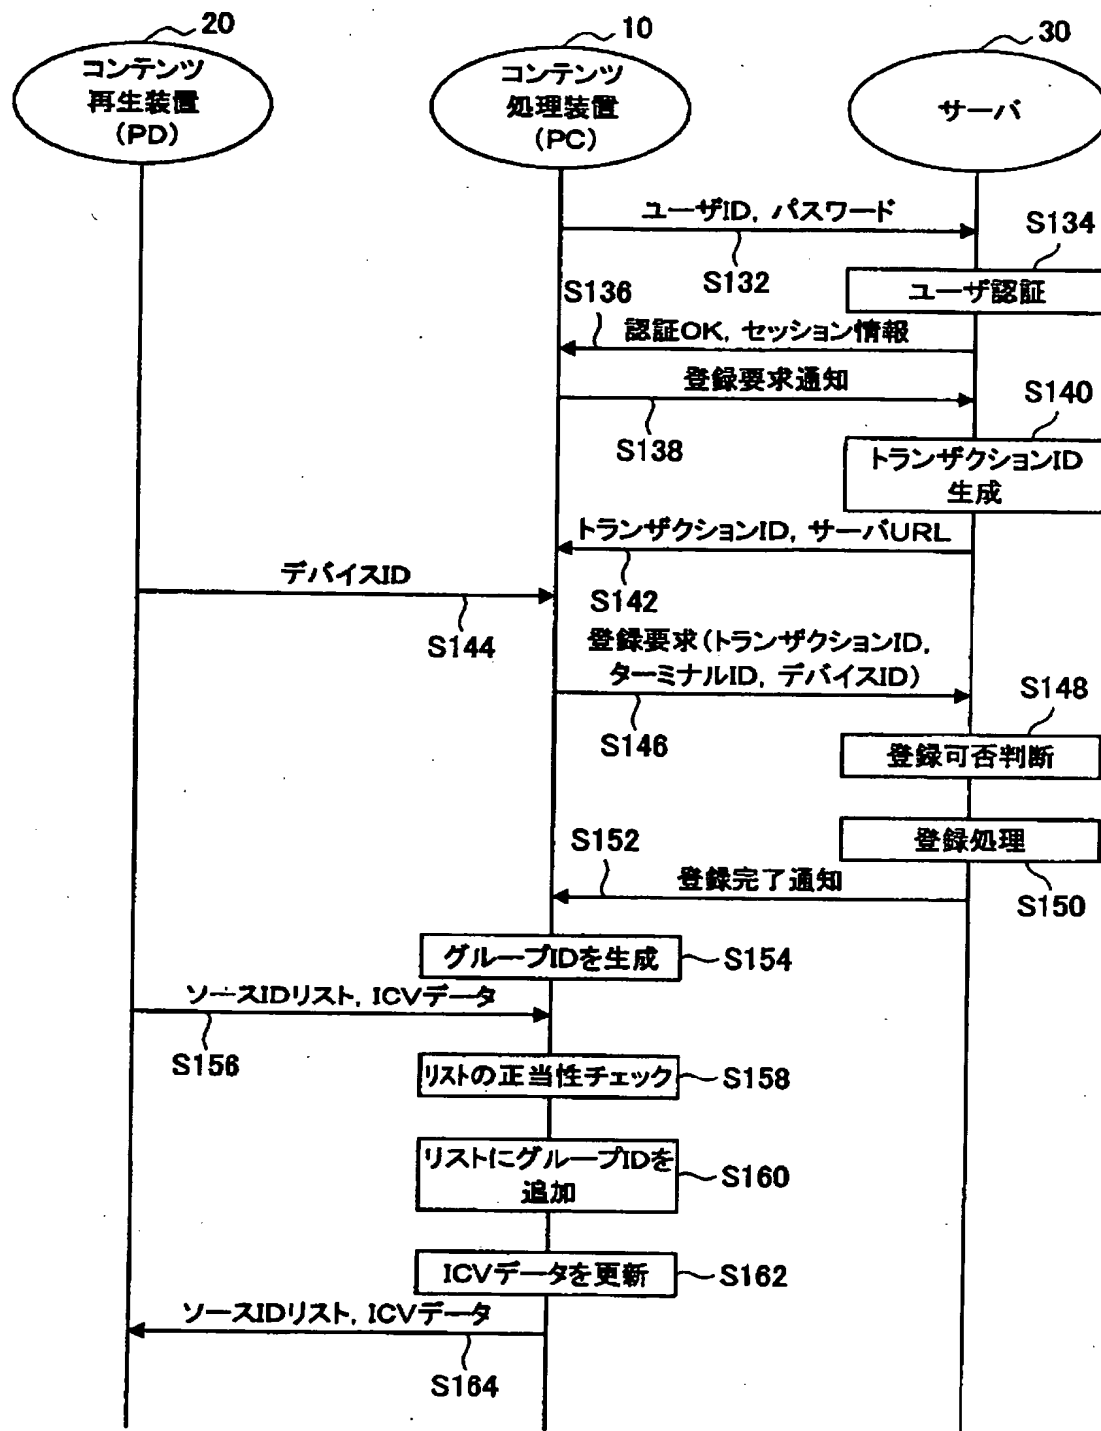 20
10
30
コンテンツ
再生装置
(PD)
コンテンツ
処理装置
(PC)
サーバ
ユーザID, パスワード
S132
S134
ユーザ認証
S136
認証OK, セッション情報
登録要求通知
S138
S140
トランザクションID
生成
トランザクションID, サーバURL
S142
デバイスID
S144
登録要求(トランザクションID,
ターミナルID, デバイスID)
S146
S148
登録可否判断
登録処理
S150
S152
登録完了通知
グループIDを生成
S154
ソースIDリスト, ICVデータ
S156
リストの正当性チェック
S158
リストにグループIDを
追加
S160
ICVデータを更新
S162
ソースIDリスト, ICVデータ
S164